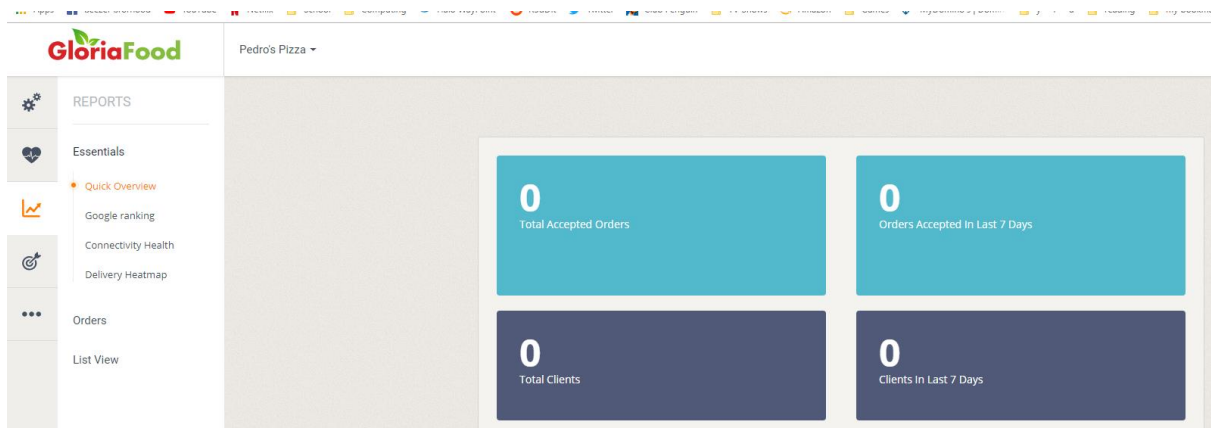 GloriaFood
Pedro's Pizza
REPORTS
Essentials
Quick Overview
Google ranking
Connectivity Health
Delivery Heatmap
Orders
List View
0
Total Accepted Orders
0
Orders Accepted In Last 7 Days
0
Total Clients
0
Clients In Last 7 Days